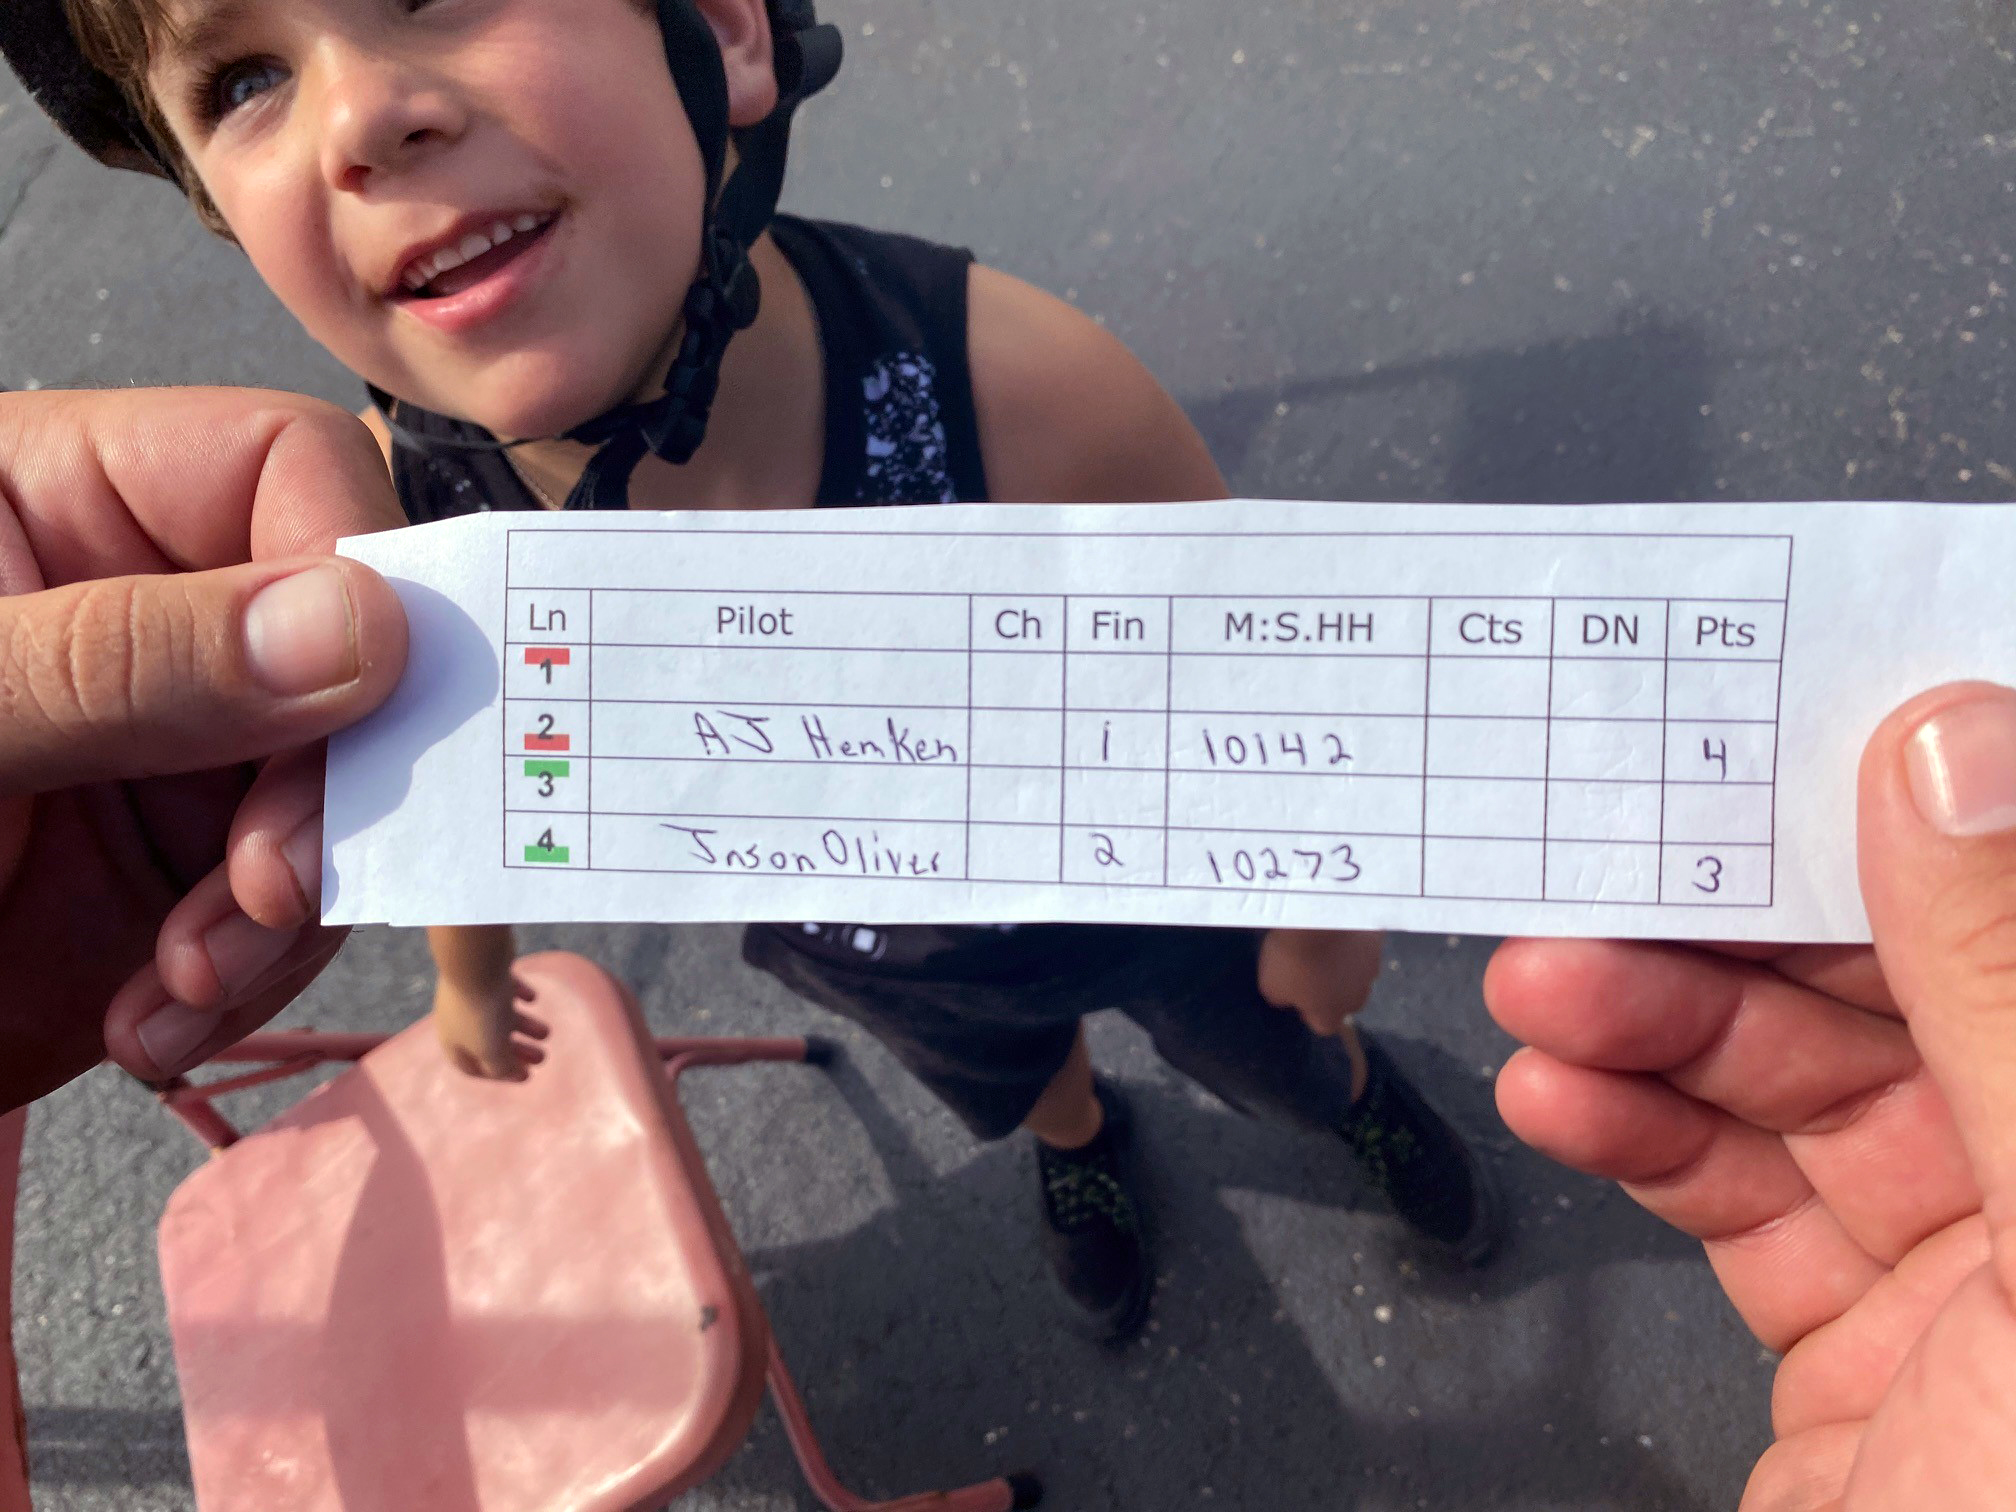 Ln Pilot Ch Fin M:S.HH Cts DN Pts
1
2 AJ Hemken 1 10142 4
3
4 Jason Oliver 2 10273 3